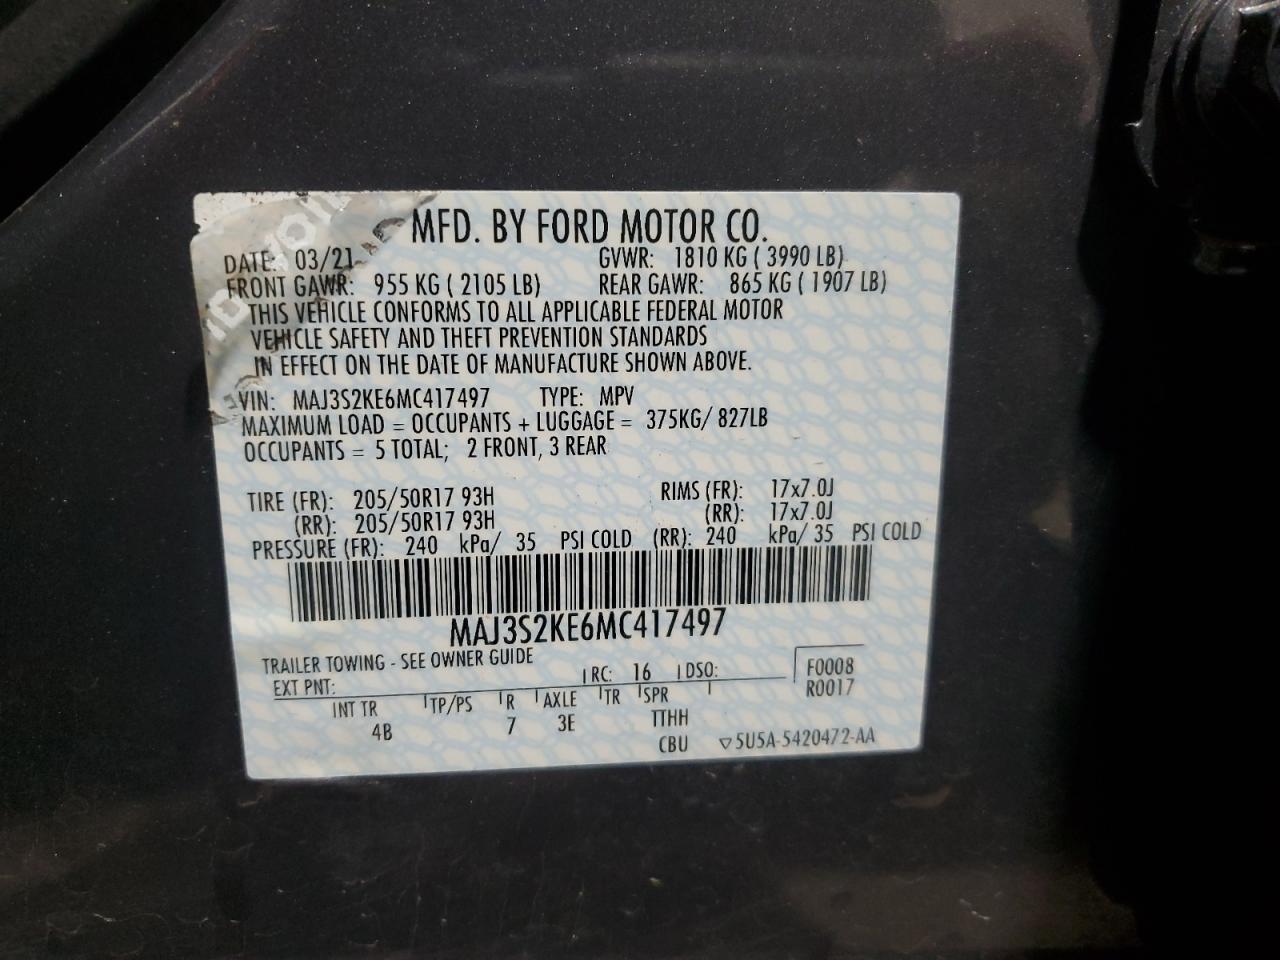 MFD. BY FORD MOTOR CO.
DATE: 03/21 GVWR: 1810 KG ( 3990 LB)
FRONT GAWR: 955 KG ( 2105 LB) REAR GAWR: 865 KG ( 1907 LB)
THIS VEHICLE CONFORMS TO ALL APPLICABLE FEDERAL MOTOR
VEHICLE SAFETY AND THEFT PREVENTION STANDARDS
IN EFFECT ON THE DATE OF MANUFACTURE SHOWN ABOVE.
VIN: MAJ3S2KE6MC417497 TYPE: MPV
MAXIMUM LOAD = OCCUPANTS + LUGGAGE = 375KG/ 827LB
OCCUPANTS = 5 TOTAL; 2 FRONT, 3 REAR
TIRE (FR): 205/50R17 93H RIMS (FR): 17x7.0J
(RR): 205/50R17 93H (RR): 17x7.0J
PRESSURE (FR): 240 kPa/ 35 PSI COLD (RR): 240 kPa/ 35 PSI COLD
MAJ3S2KE6MC417497
TRAILER TOWING - SEE OWNER GUIDE
EXT PNT: RC: 16 DSO: F0008
R0017
INT TR TP/PS R AXLE TR SPR
4B 7 3E TTHH
CBU ▽5U5A-5420472-AA